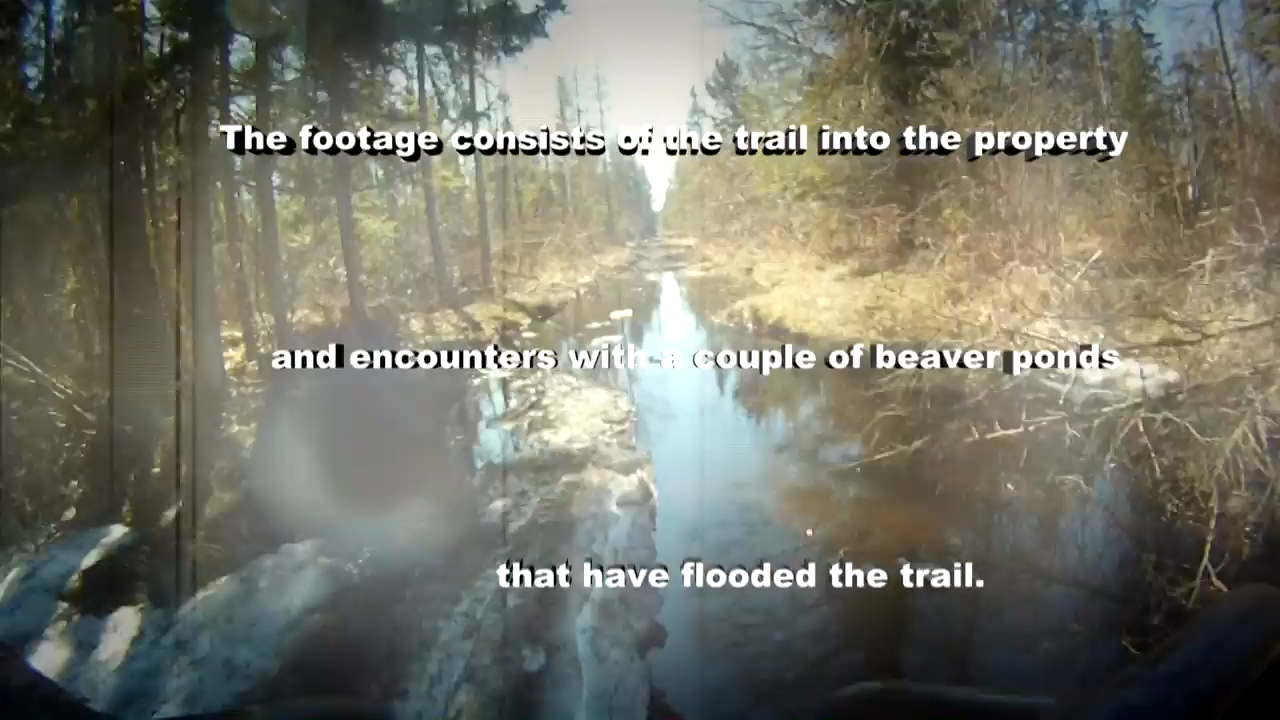 The footage consists of the trail into the property
and encounters with a couple of beaver ponds
that have flooded the trail.